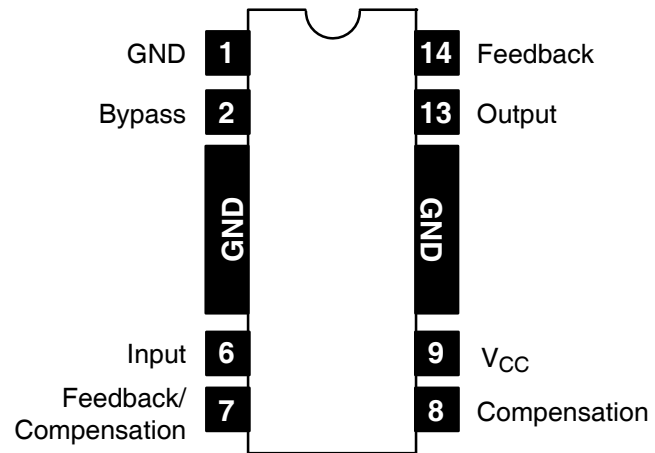 GND 1 14 Feedback
Bypass 2 13 Output
GND GND
Input 6 9 VCC
Feedback/
Compensation 7 8 Compensation